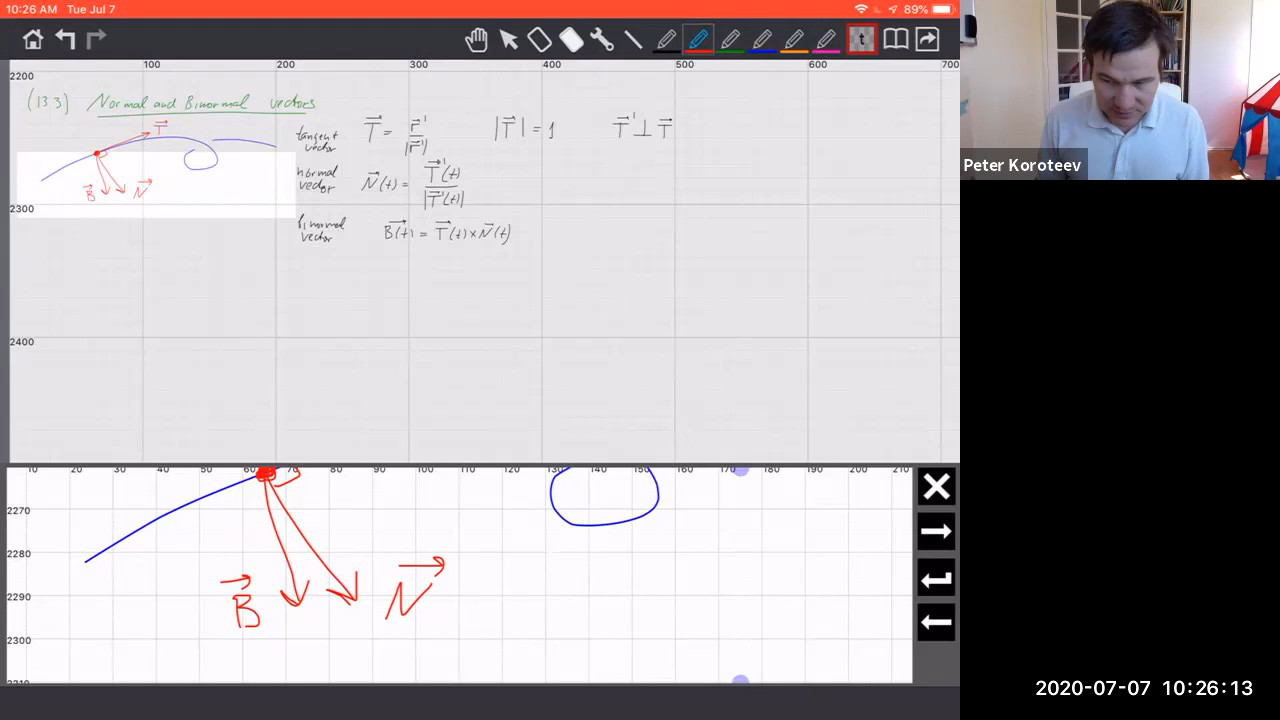 10:26 AM Tue Jul 7
89%
100 200 300 400 500 600 700
2200
(13.3) Normal and Binormal vectors
T⃗
tangent vector T⃗ = r⃗' / |r⃗'| |T⃗| = 1 T⃗' ⊥ T⃗
normal vector N⃗(t) = T⃗'(t) / |T⃗'(t)|
B⃗ N⃗
2300
binormal vector B⃗(t) = T⃗(t) × N⃗(t)
2400
10 20 30 40 50 60 70 80 90 100 110 120 130 140 150 160 170 180 190 200 210
2270
2280
2290
B⃗ N⃗
2300
2310
Peter Koroteev
2020-07-07 10:26:13